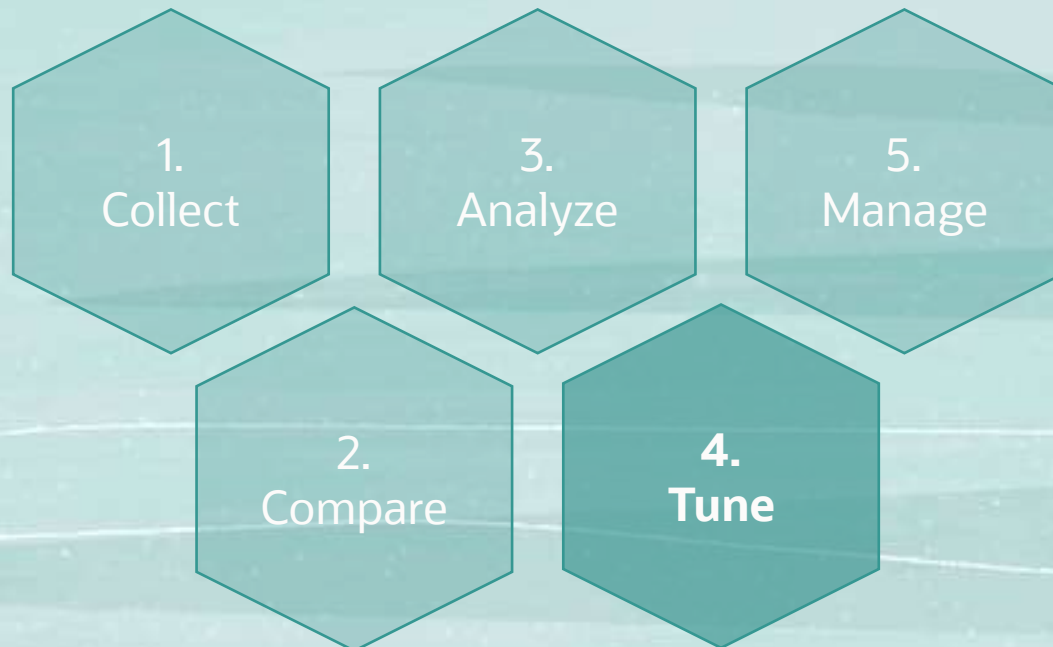 1.
Collect
2.
Compare
3.
Analyze
4.
Tune
5.
Manage